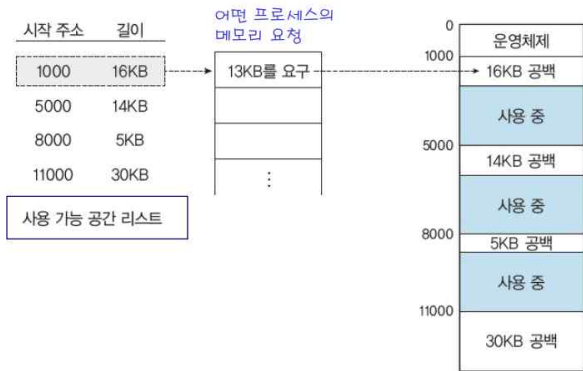 시작 주소 길이
1000 16KB
5000 14KB
8000 5KB
11000 30KB
사용 가능 공간 리스트
어떤 프로세스의
메모리 요청
13KB를 요구
⋮
0
운영체제
1000
16KB 공백
사용 중
5000
14KB 공백
사용 중
8000
5KB 공백
사용 중
11000
30KB 공백